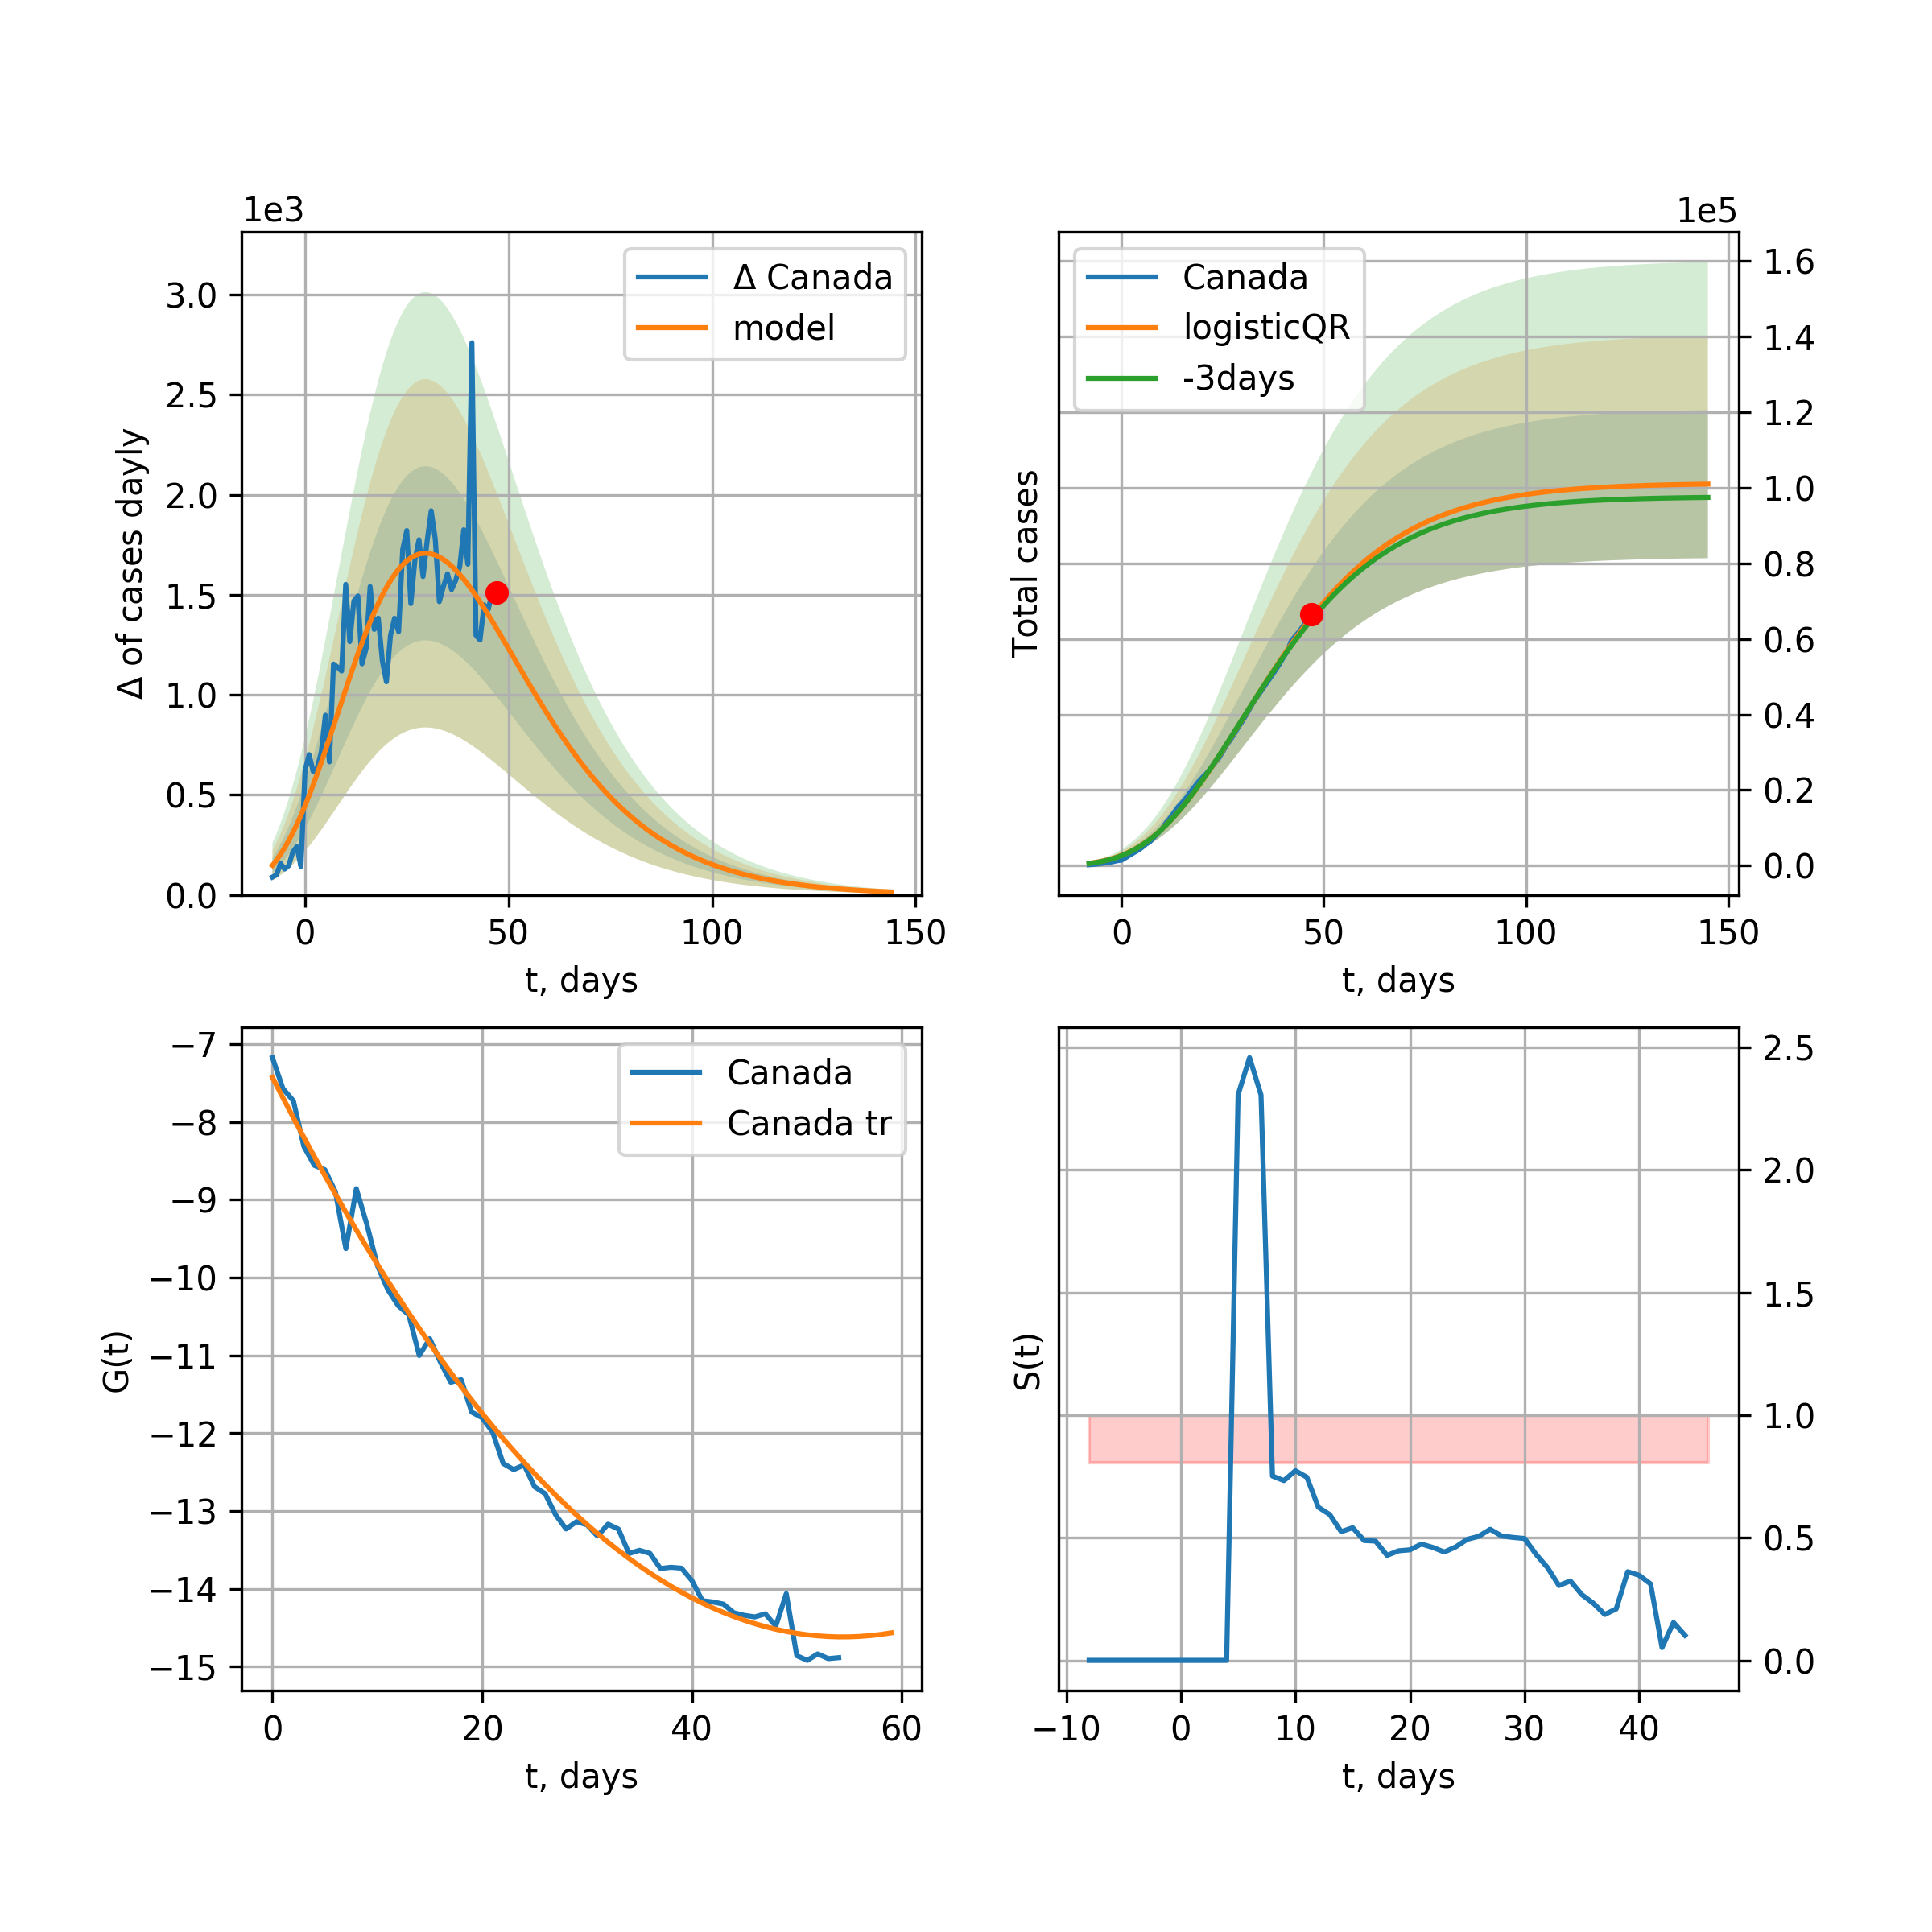 1e3
3.0
2.5
2.0
1.5
1.0
0.5
0.0
Δ of cases dayly
Δ Canada
model
0
50
100
150
t, days
1e5
Canada
logisticQR
-3days
1.6
1.4
1.2
1.0
0.8
0.6
0.4
0.2
0.0
Total cases
0
50
100
150
t, days
−7
−8
−9
−10
−11
−12
−13
−14
−15
G(t)
Canada
Canada tr
0
20
40
60
t, days
2.5
2.0
1.5
1.0
0.5
0.0
S(t)
−10
0
10
20
30
40
t, days